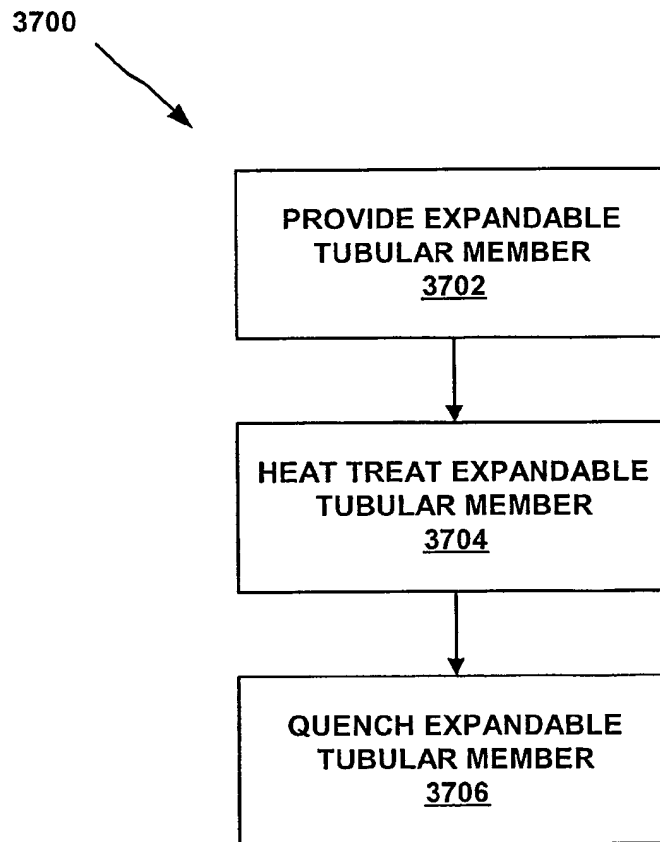 3700
PROVIDE EXPANDABLE
TUBULAR MEMBER
3702
HEAT TREAT EXPANDABLE
TUBULAR MEMBER
3704
QUENCH EXPANDABLE
TUBULAR MEMBER
3706